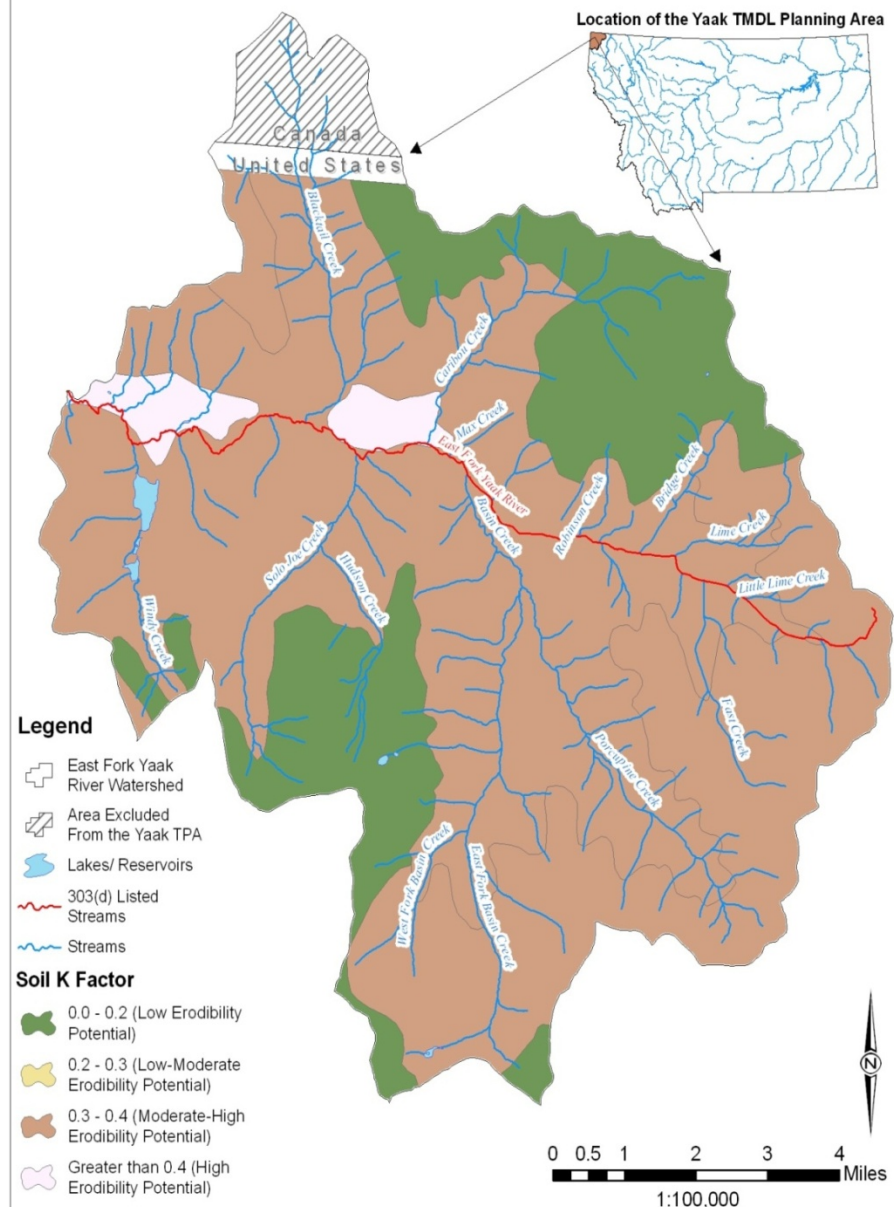 Location of the Yaak TMDL Planning Area
Canada
United States
Blacktail Creek
Caribou Creek
Max Creek
East Fork Yaak River
Basin Creek
Robinson Creek
Bridge Creek
Lime Creek
Little Lime Creek
Solo Joe Creek
Hudson Creek
Windy Creek
Fast Creek
Porcupine Creek
West Fork Basin Creek
East Fork Basin Creek
Legend
East Fork Yaak
River Watershed
Area Excluded
From the Yaak TPA
Lakes/ Reservoirs
303(d) Listed
Streams
Streams
Soil K Factor
0.0 - 0.2 (Low Erodibility
Potential)
0.2 - 0.3 (Low-Moderate
Erodibility Potential)
0.3 - 0.4 (Moderate-High
Erodibility Potential)
Greater than 0.4 (High
Erodibility Potential)
N
0 0.5 1 2 3 4
Miles
1:100,000